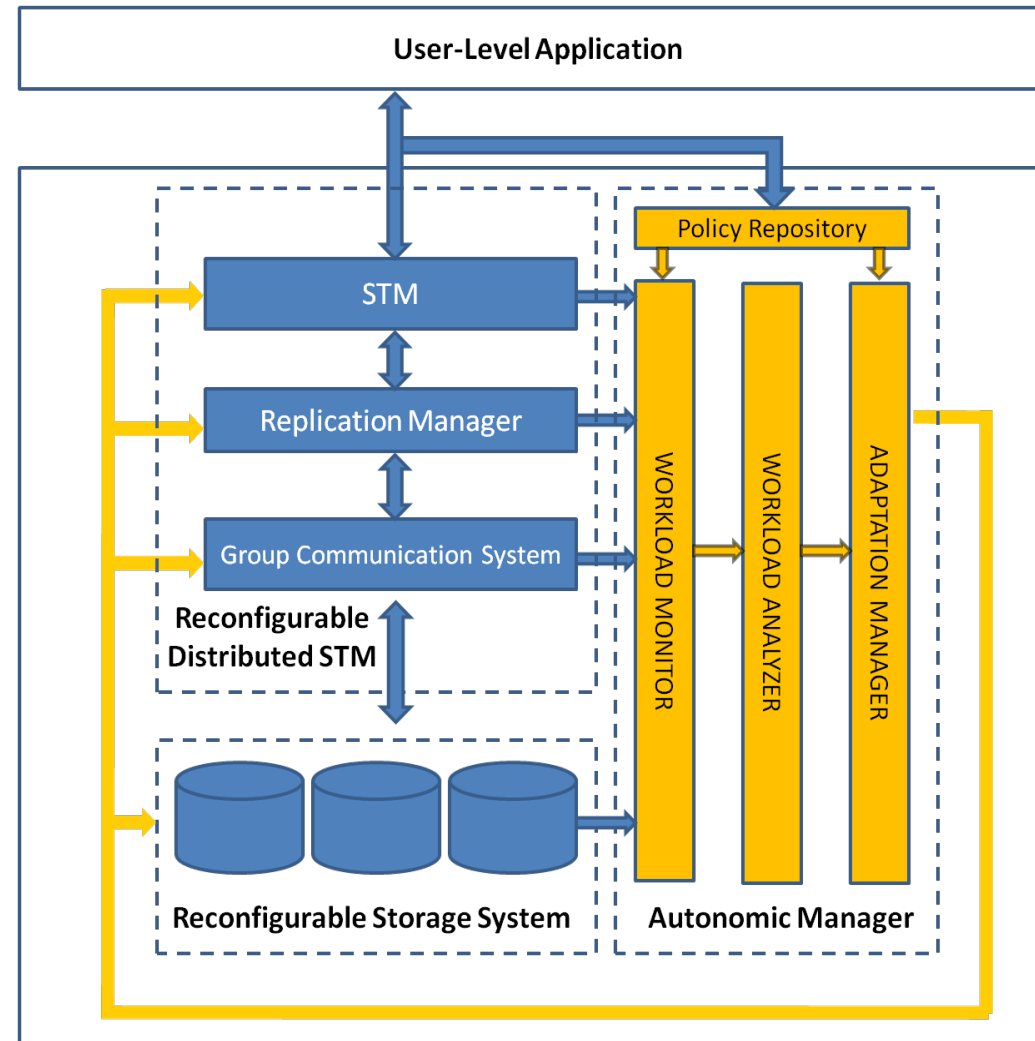 User-Level Application
Policy Repository
STM
Replication Manager
Group Communication System
Reconfigurable
Distributed STM
WORKLOAD MONITOR
WORKLOAD ANALYZER
ADAPTATION MANAGER
Reconfigurable Storage System
Autonomic Manager